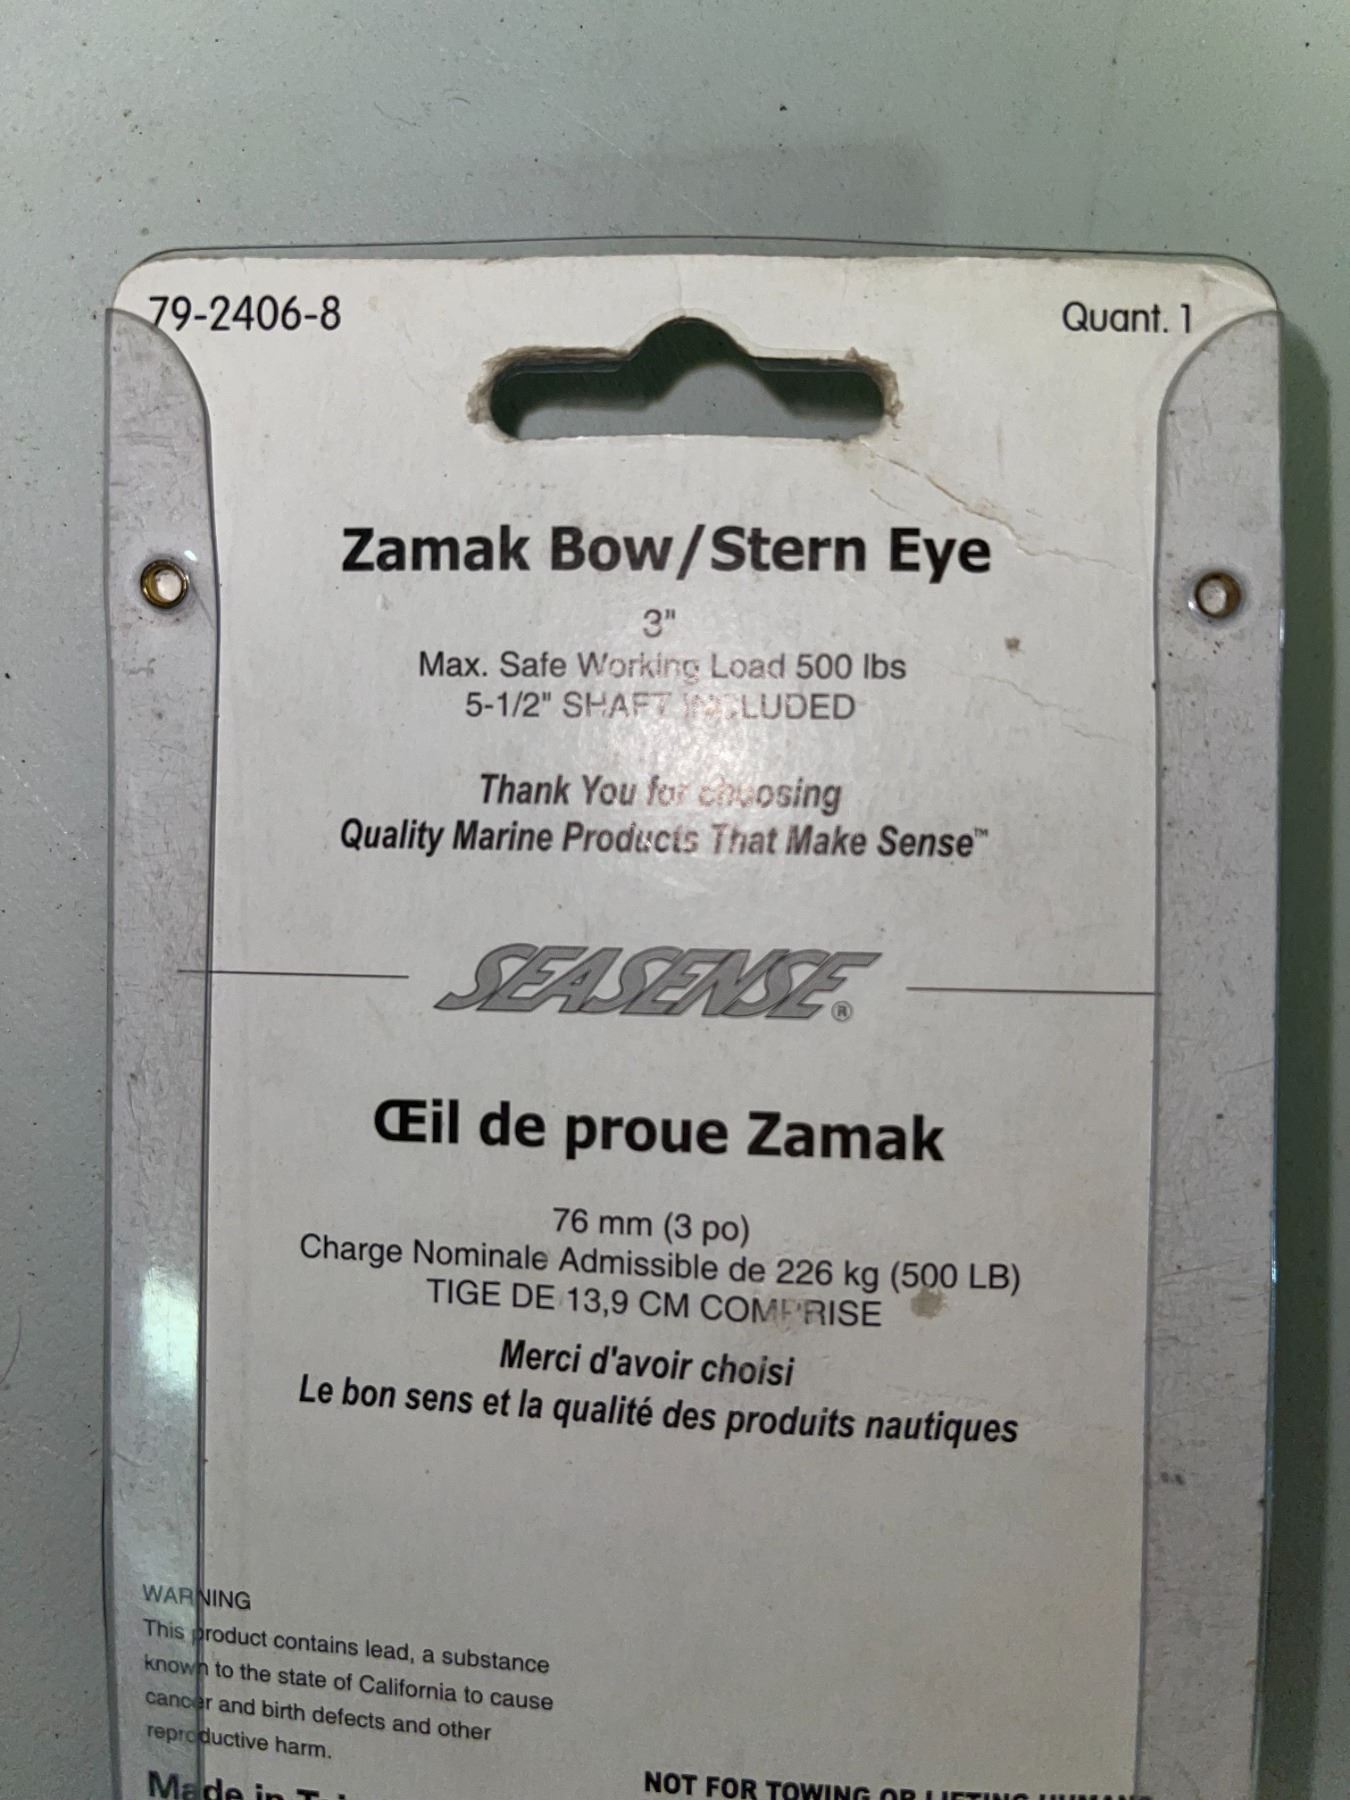 79-2406-8
Quant. 1
Zamak Bow/Stern Eye
3"
Max. Safe Working Load 500 lbs
5-1/2" SHAFT INCLUDED
Thank You for choosing
Quality Marine Products That Make Sense™
SEASENSE®
Œil de proue Zamak
76 mm (3 po)
Charge Nominale Admissible de 226 kg (500 LB)
TIGE DE 13,9 CM COMPRISE
Merci d'avoir choisi
Le bon sens et la qualité des produits nautiques
WARNING
This product contains lead, a substance
known to the state of California to cause
cancer and birth defects and other
reproductive harm.
Made in
NOT FOR TOWING OR LIFTING HUMANS